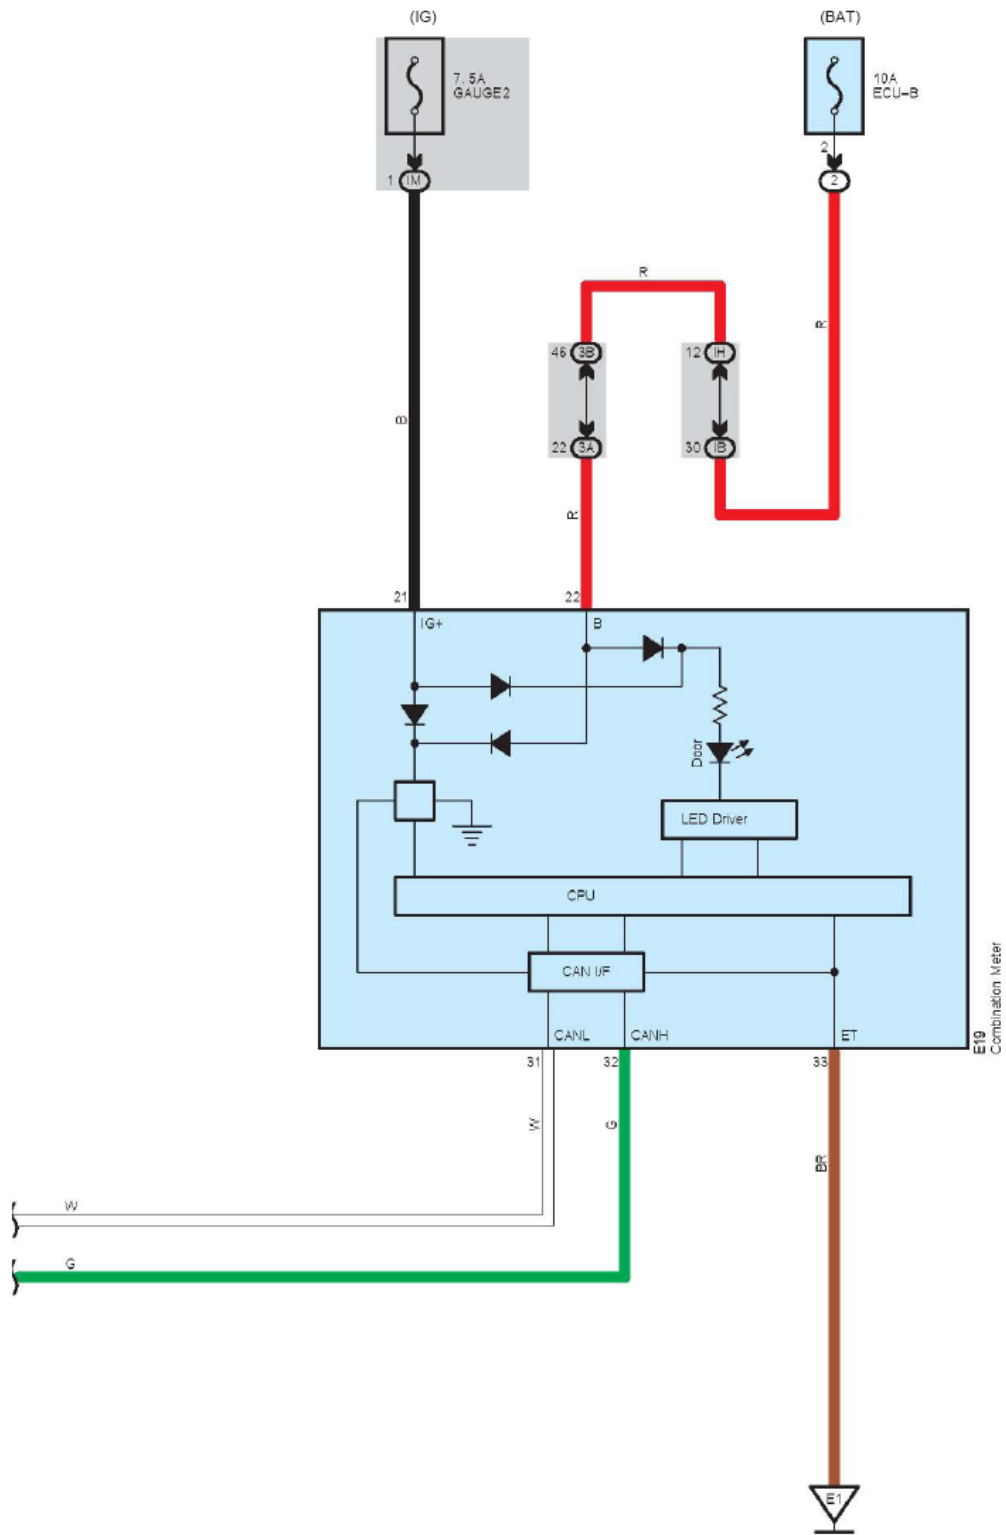 (IG)
(BAT)
7. 5A
GAUGE2
10A
ECU–B
2
1 IM
2
R
46 3B
12 IH
R
B
22 3A
30 IB
R
21
22
IG+
B
Door
LED Driver
CPU
CAN I/F
CANL
CANH
ET
E19
Combination Meter
31
32
33
W
G
BR
W
G
E1